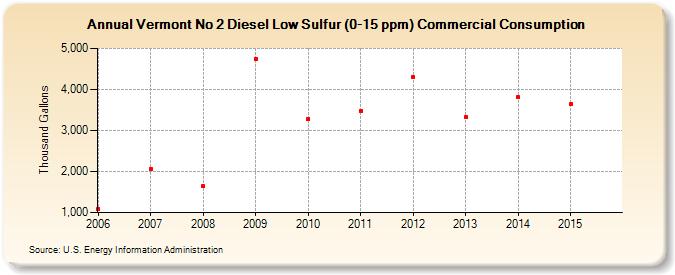 Annual Vermont No 2 Diesel Low Sulfur (0-15 ppm) Commercial Consumption
Thousand Gallons
5,000
4,000
3,000
2,000
1,000
2006 2007 2008 2009 2010 2011 2012 2013 2014 2015
Source: U.S. Energy Information Administration